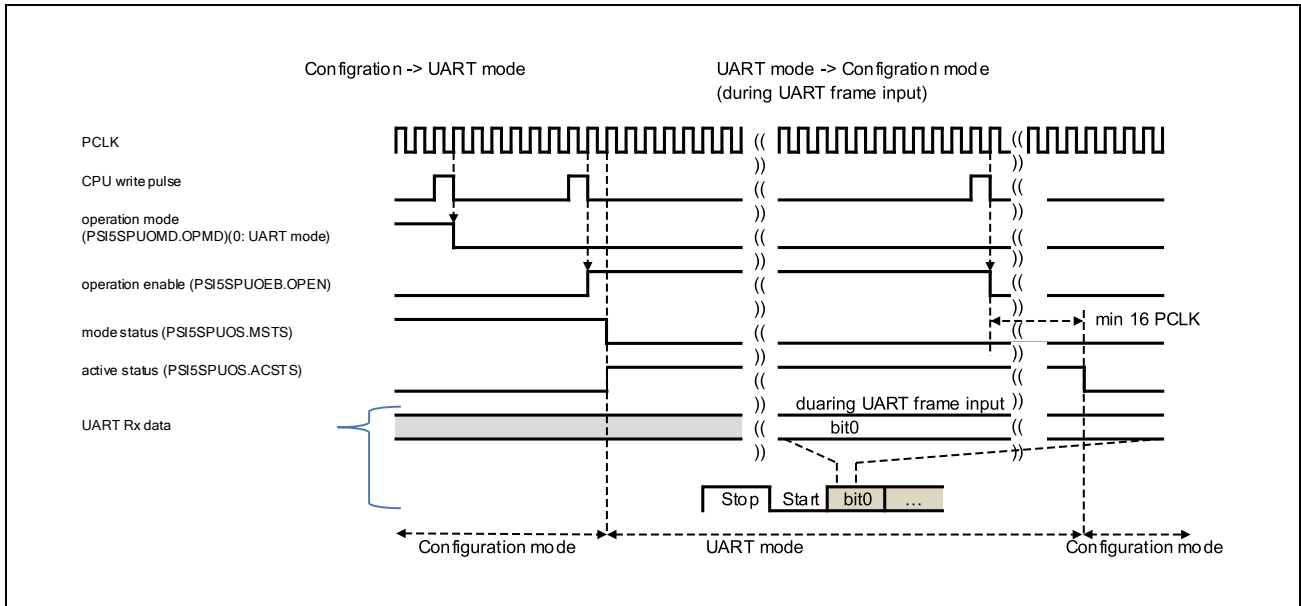 Configration -> UART mode
UART mode -> Configration mode
(during UART frame input)
PCLK
CPU write pulse
operation mode
(PSI5SPUOMD.OPMD)(0: UART mode)
operation enable (PSI5SPUOEB.OPEN)
min 16 PCLK
mode status (PSI5SPUOS.MSTS)
active status (PSI5SPUOS.ACSTS)
duaring UART frame input
UART Rx data
bit0
Stop Start bit0 ...
Configuration mode UART mode Configuration mode